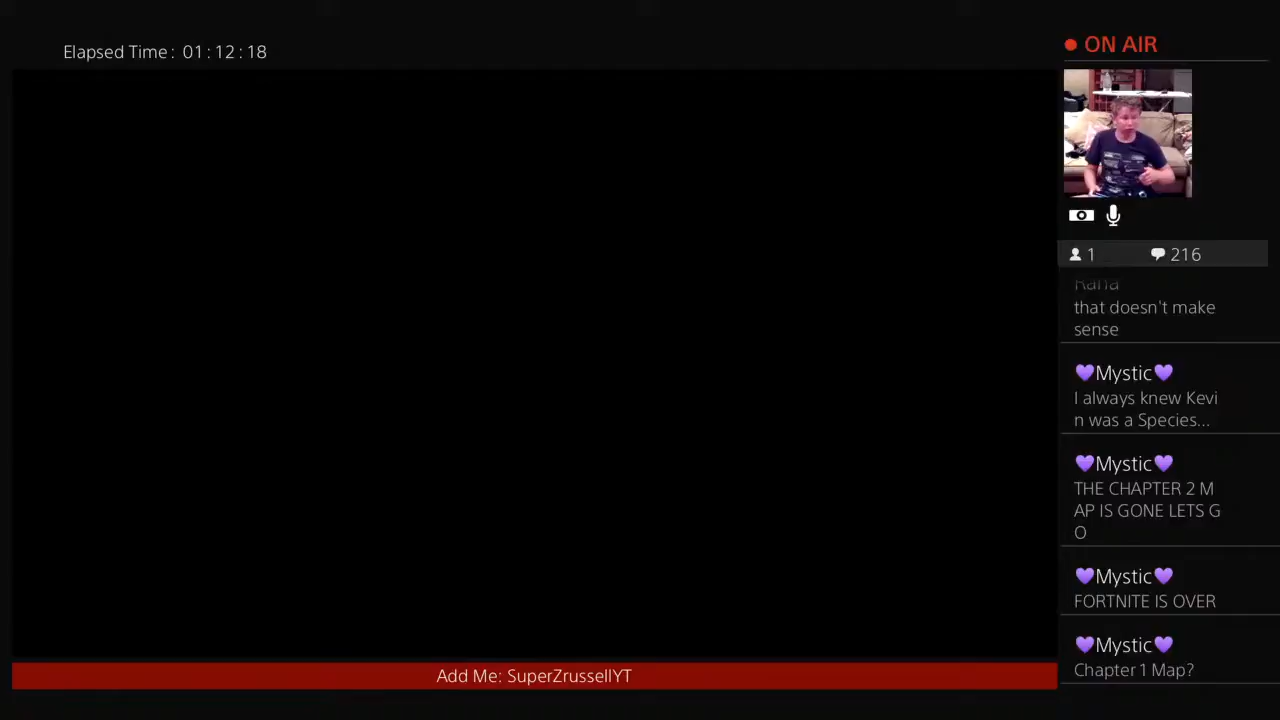 Elapsed Time: 01:12:18
ON AIR
1
216
Rana
that doesn't make
sense
💜Mystic💜
I always knew Kevi
n was a Species...
💜Mystic💜
THE CHAPTER 2 M
AP IS GONE LETS G
O
💜Mystic💜
FORTNITE IS OVER
💜Mystic💜
Chapter 1 Map?
Add Me: SuperZrussellYT